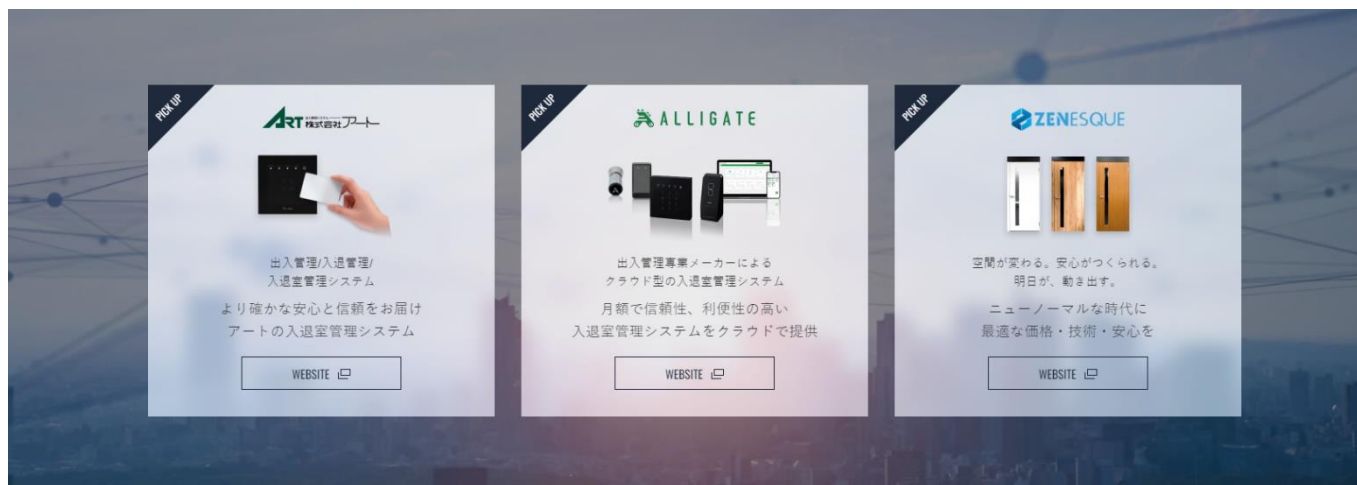 PICK UP
ART 株式会社アート
出入管理/入退管理/
入退室管理システム
より確かな安心と信頼をお届け
アートの入退室管理システム
WEBSITE
PICK UP
ALLIGATE
出入管理専業メーカーによる
クラウド型の入退室管理システム
月額で信頼性、利便性の高い
入退室管理システムをクラウドで提供
WEBSITE
PICK UP
ZENESQUE
空間が変わる。安心がつくられる。
明日が、動き出す。
ニューノーマルな時代に
最適な価格・技術・安心を
WEBSITE